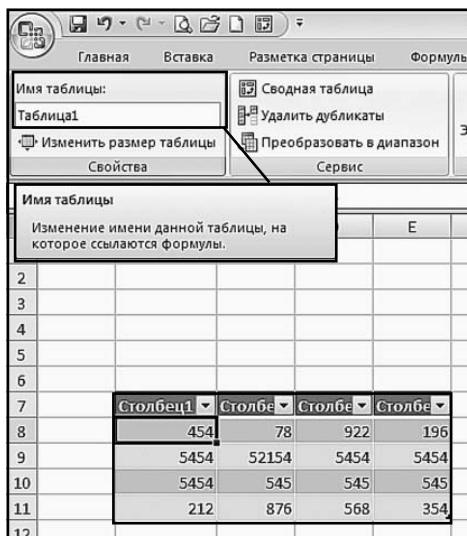 Главная Вставка Разметка страницы
Имя таблицы:
Таблица1
Изменить размер таблицы
Свойства
Сводная таблица
Удалить дубликаты
Преобразовать в диапазон
Сервис
Имя таблицы
Изменение имени данной таблицы, на
которое ссылаются формулы.
E
2
3
4
5
6
7 Столбец1 Столбе Столбе Столбе
8 454 78 922 196
9 5454 52154 5454 5454
10 5454 545 545 545
11 212 876 568 354
12